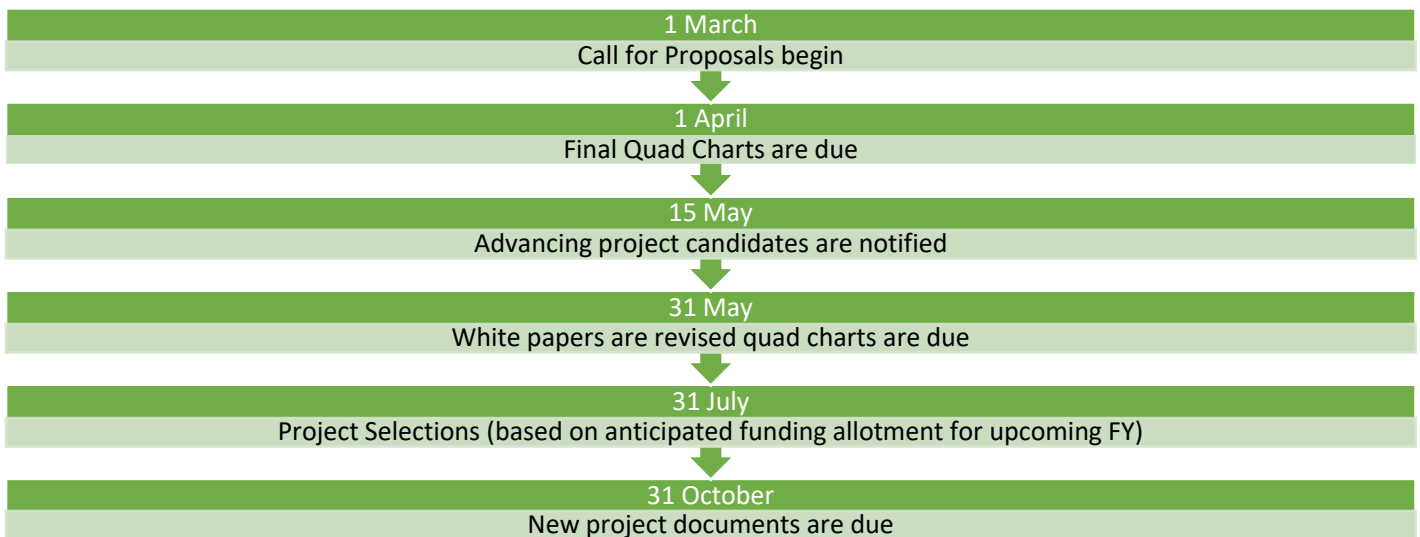 1 March
Call for Proposals begin
1 April
Final Quad Charts are due
15 May
Advancing project candidates are notified
31 May
White papers are revised quad charts are due
31 July
Project Selections (based on anticipated funding allotment for upcoming FY)
31 October
New project documents are due